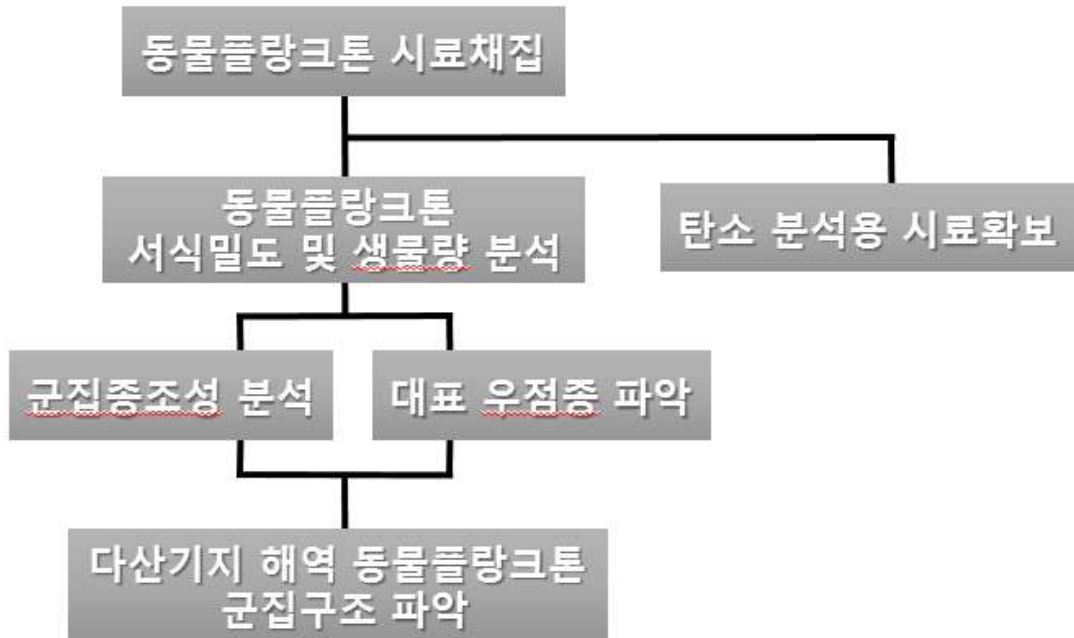 동물플랑크톤 시료채집
동물플랑크톤
서식밀도 및 생물량 분석
탄소 분석용 시료확보
군집종조성 분석
대표 우점종 파악
다산기지 해역 동물플랑크톤
군집구조 파악